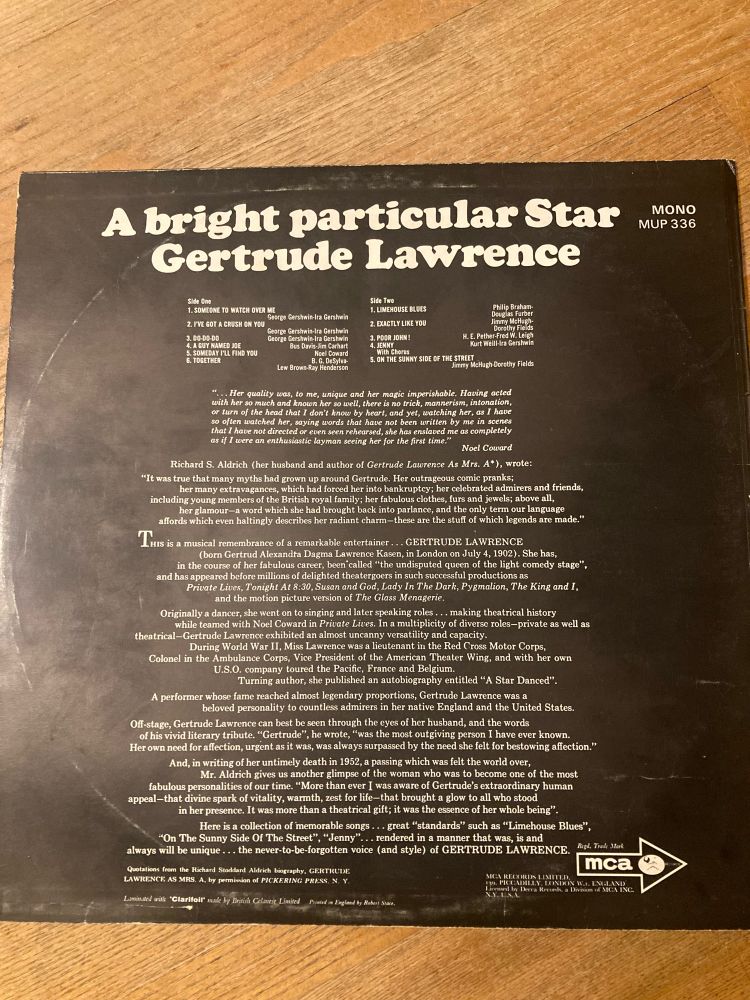 A bright particular Star
Gertrude Lawrence
MONO
MUP 336
Side One
1. SOMEONE TO WATCH OVER ME
George Gershwin-Ira Gershwin
2. I'VE GOT A CRUSH ON YOU
George Gershwin-Ira Gershwin
3. DO-DO-DO George Gershwin-Ira Gershwin
4. A GUY NAMED JOE Bus Davis-Jim Carhart
5. SOMEDAY I'LL FIND YOU Noel Coward
6. TOGETHER B. G. DeSylva-
Lew Brown-Ray Henderson
Side Two
1. LIMEHOUSE BLUES Philip Braham-
Douglas Furber
2. EXACTLY LIKE YOU Jimmy McHugh-
Dorothy Fields
3. POOR JOHN! H. E. Pether-Fred W. Leigh
4. JENNY Kurt Weill-Ira Gershwin
With Chorus
5. ON THE SUNNY SIDE OF THE STREET
Jimmy McHugh-Dorothy Fields
"... Her quality was, to me, unique and her magic imperishable. Having acted
with her so much and known her so well, there is no trick, mannerism, intonation,
or turn of the head that I don't know by heart, and yet, watching her, as I have
so often watched her, saying words that have not been written by me in scenes
that I have not directed or even seen rehearsed, she has enslaved me as completely
as if I were an enthusiastic layman seeing her for the first time."
Noel Coward
Richard S. Aldrich (her husband and author of Gertrude Lawrence As Mrs. A*), wrote:
"It was true that many myths had grown up around Gertrude. Her outrageous comic pranks;
her many extravagances, which had forced her into bankruptcy; her celebrated admirers and friends,
including young members of the British royal family; her fabulous clothes, furs and jewels; above all,
her glamour—a word which she had brought back into parlance, and the only term our language
affords which even haltingly describes her radiant charm—these are the stuff of which legends are made."
THIS is a musical remembrance of a remarkable entertainer ... GERTRUDE LAWRENCE
(born Gertrud Alexandra Dagma Lawrence Kasen, in London on July 4, 1902). She has,
in the course of her fabulous career, been called "the undisputed queen of the light comedy stage",
and has appeared before millions of delighted theatergoers in such successful productions as
Private Lives, Tonight At 8:30, Susan and God, Lady In The Dark, Pygmalion, The King and I,
and the motion picture version of The Glass Menagerie.
Originally a dancer, she went on to singing and later speaking roles ... making theatrical history
while teamed with Noel Coward in Private Lives. In a multiplicity of diverse roles—private as well as
theatrical—Gertrude Lawrence exhibited an almost uncanny versatility and capacity.
During World War II, Miss Lawrence was a lieutenant in the Red Cross Motor Corps,
Colonel in the Ambulance Corps, Vice President of the American Theater Wing, and with her own
U.S.O. company toured the Pacific, France and Belgium.
Turning author, she published an autobiography entitled "A Star Danced".
A performer whose fame reached almost legendary proportions, Gertrude Lawrence was a
beloved personality to countless admirers in her native England and the United States.
Off-stage, Gertrude Lawrence can best be seen through the eyes of her husband, and the words
of his vivid literary tribute. "Gertrude", he wrote, "was the most outgiving person I have ever known.
Her own need for affection, urgent as it was, was always surpassed by the need she felt for bestowing affection."
And, in writing of her untimely death in 1952, a passing which was felt the world over,
Mr. Aldrich gives us another glimpse of the woman who was to become one of the most
fabulous personalities of our time. "More than ever I was aware of Gertrude's extraordinary human
appeal—that divine spark of vitality, warmth, zest for life—that brought a glow to all who stood
in her presence. It was more than a theatrical gift; it was the essence of her whole being".
Here is a collection of memorable songs ... great "standards" such as "Limehouse Blues",
"On The Sunny Side Of The Street", "Jenny" ... rendered in a manner that was, is and
always will be unique ... the never-to-be-forgotten voice (and style) of GERTRUDE LAWRENCE.
Quotations from the Richard Stoddard Aldrich biography, GERTRUDE
LAWRENCE AS MRS. A, by permission of PICKERING PRESS, N. Y.
Laminated with 'Clarifoil' made by British Celanese Limited Printed in England by Robert Stace.
Regd. Trade Mark
mca
MCA RECORDS LIMITED,
139, PICCADILLY, LONDON W.1, ENGLAND
Licensed by Decca Records, a Division of MCA INC.
N.Y. U.S.A.